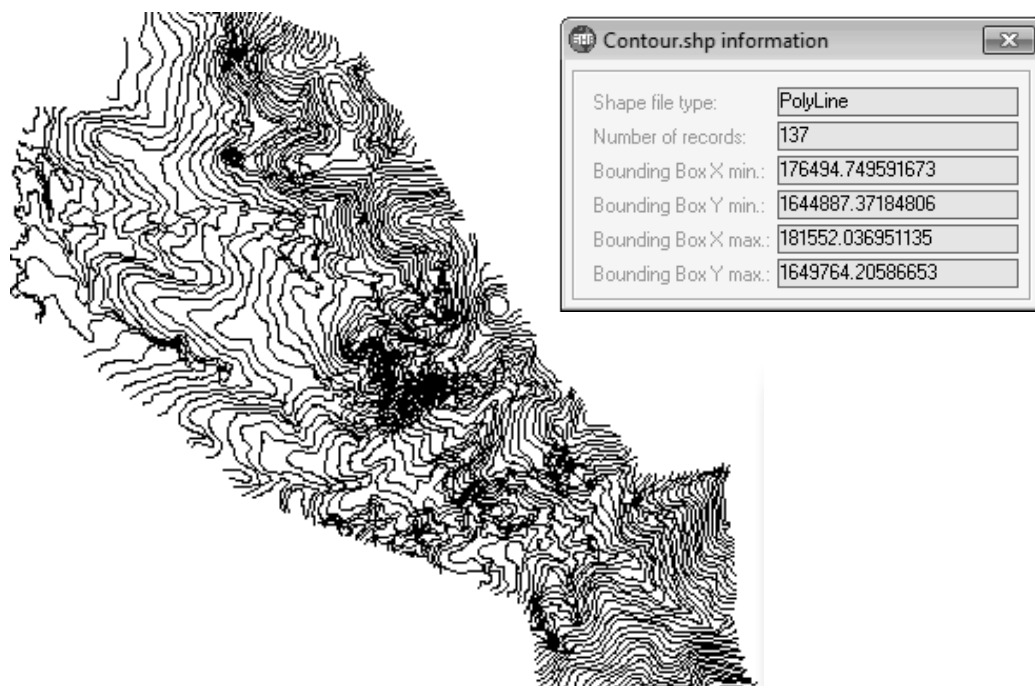 Contour.shp information
Shape file type: PolyLine
Number of records: 137
Bounding Box X min.: 176494.749591673
Bounding Box Y min.: 1644887.37184806
Bounding Box X max.: 181552.036951135
Bounding Box Y max.: 1649764.20586653